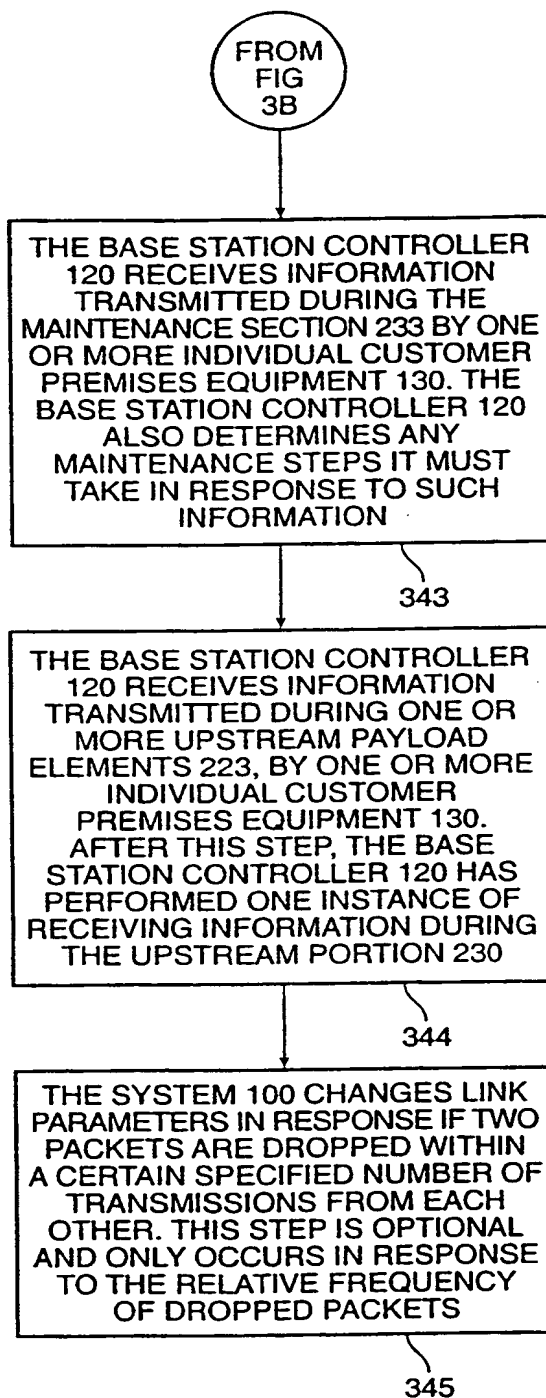 FROM
FIG
3B
THE BASE STATION CONTROLLER
120 RECEIVES INFORMATION
TRANSMITTED DURING THE
MAINTENANCE SECTION 233 BY ONE
OR MORE INDIVIDUAL CUSTOMER
PREMISES EQUIPMENT 130. THE
BASE STATION CONTROLLER 120
ALSO DETERMINES ANY
MAINTENANCE STEPS IT MUST
TAKE IN RESPONSE TO SUCH
INFORMATION
343
THE BASE STATION CONTROLLER
120 RECEIVES INFORMATION
TRANSMITTED DURING ONE OR
MORE UPSTREAM PAYLOAD
ELEMENTS 223, BY ONE OR MORE
INDIVIDUAL CUSTOMER
PREMISES EQUIPMENT 130.
AFTER THIS STEP, THE BASE
STATION CONTROLLER 120 HAS
PERFORMED ONE INSTANCE OF
RECEIVING INFORMATION DURING
THE UPSTREAM PORTION 230
344
THE SYSTEM 100 CHANGES LINK
PARAMETERS IN RESPONSE IF TWO
PACKETS ARE DROPPED WITHIN
A CERTAIN SPECIFIED NUMBER OF
TRANSMISSIONS FROM EACH
OTHER. THIS STEP IS OPTIONAL
AND ONLY OCCURS IN RESPONSE
TO THE RELATIVE FREQUENCY
OF DROPPED PACKETS
345